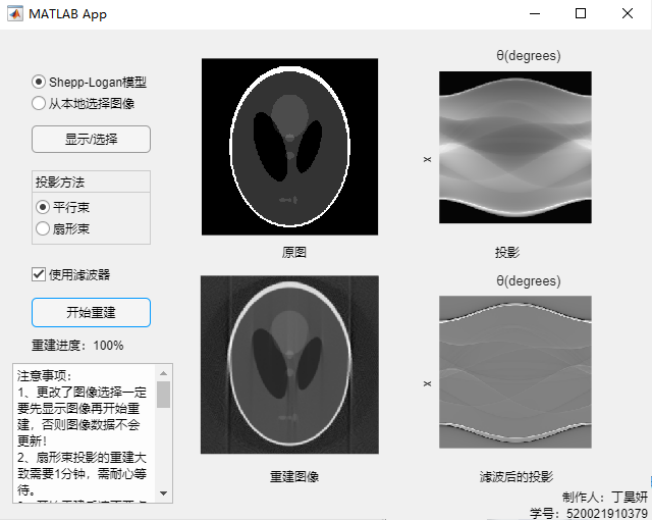 MATLAB App
Shepp-Logan模型
从本地选择图像
显示/选择
投影方法
平行束
扇形束
使用滤波器
开始重建
重建进度：100%
注意事项：
1、更改了图像选择一定
要先显示图像再开始重
建，否则图像数据不会
更新！
2、扇形束投影的重建大
致需要1分钟，需耐心等
待。
原图
θ(degrees)
x
投影
重建图像
θ(degrees)
x
滤波后的投影
制作人：丁昊妍
学号：520021910379